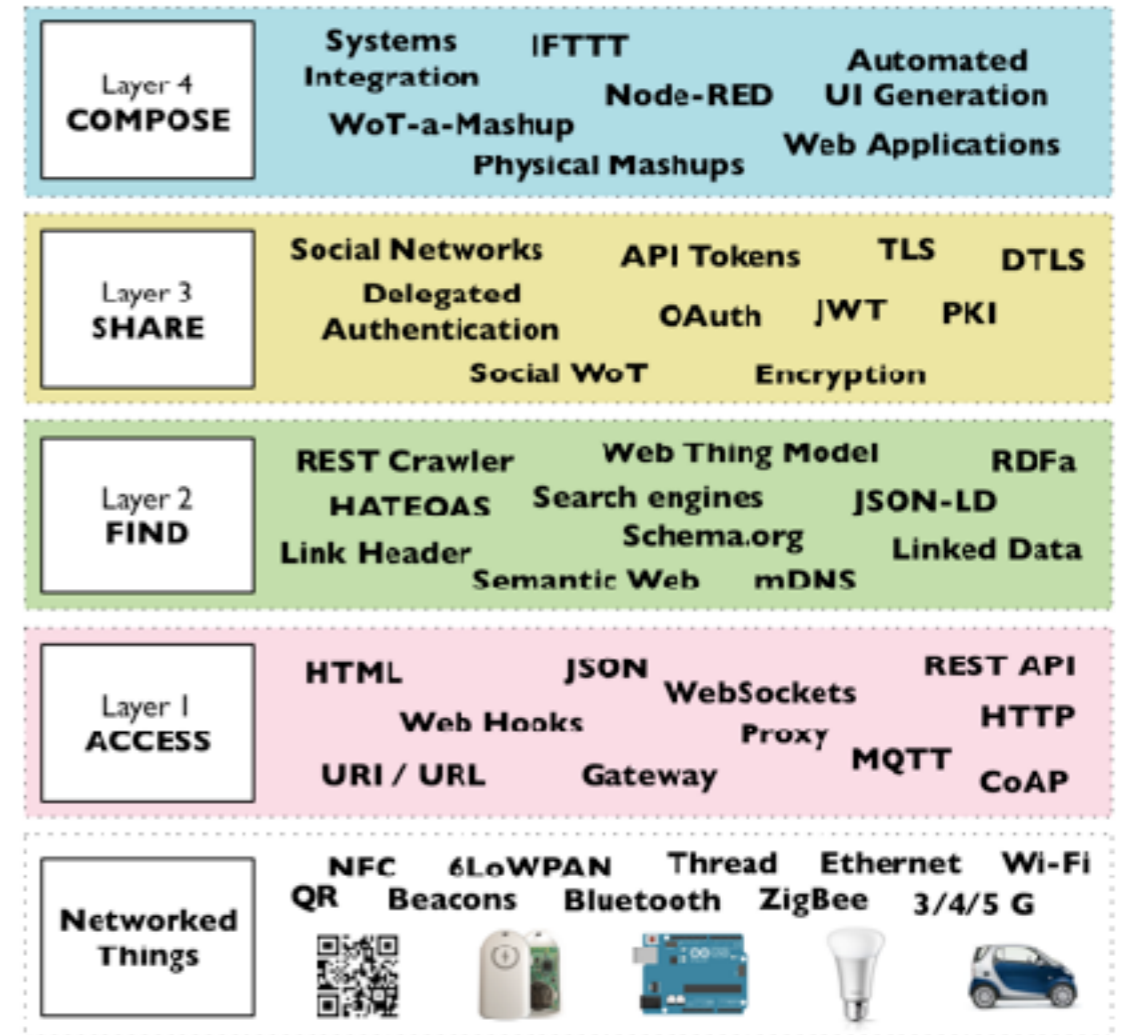 Layer 4
COMPOSE
Systems
Integration
IFTTT
Automated
UI Generation
Node-RED
WoT-a-Mashup
Web Applications
Physical Mashups
Layer 3
SHARE
Social Networks
API Tokens
TLS
DTLS
Delegated
Authentication
OAuth
JWT
PKI
Social WoT
Encryption
Layer 2
FIND
REST Crawler
Web Thing Model
RDFa
HATEOAS
Search engines
JSON-LD
Schema.org
Link Header
Linked Data
Semantic Web
mDNS
Layer 1
ACCESS
HTML
JSON
REST API
WebSockets
Web Hooks
Proxy
HTTP
MQTT
URI / URL
Gateway
CoAP
Networked
Things
NFC
6LoWPAN
Thread
Ethernet
Wi-Fi
QR
Beacons
Bluetooth
ZigBee
3/4/5 G